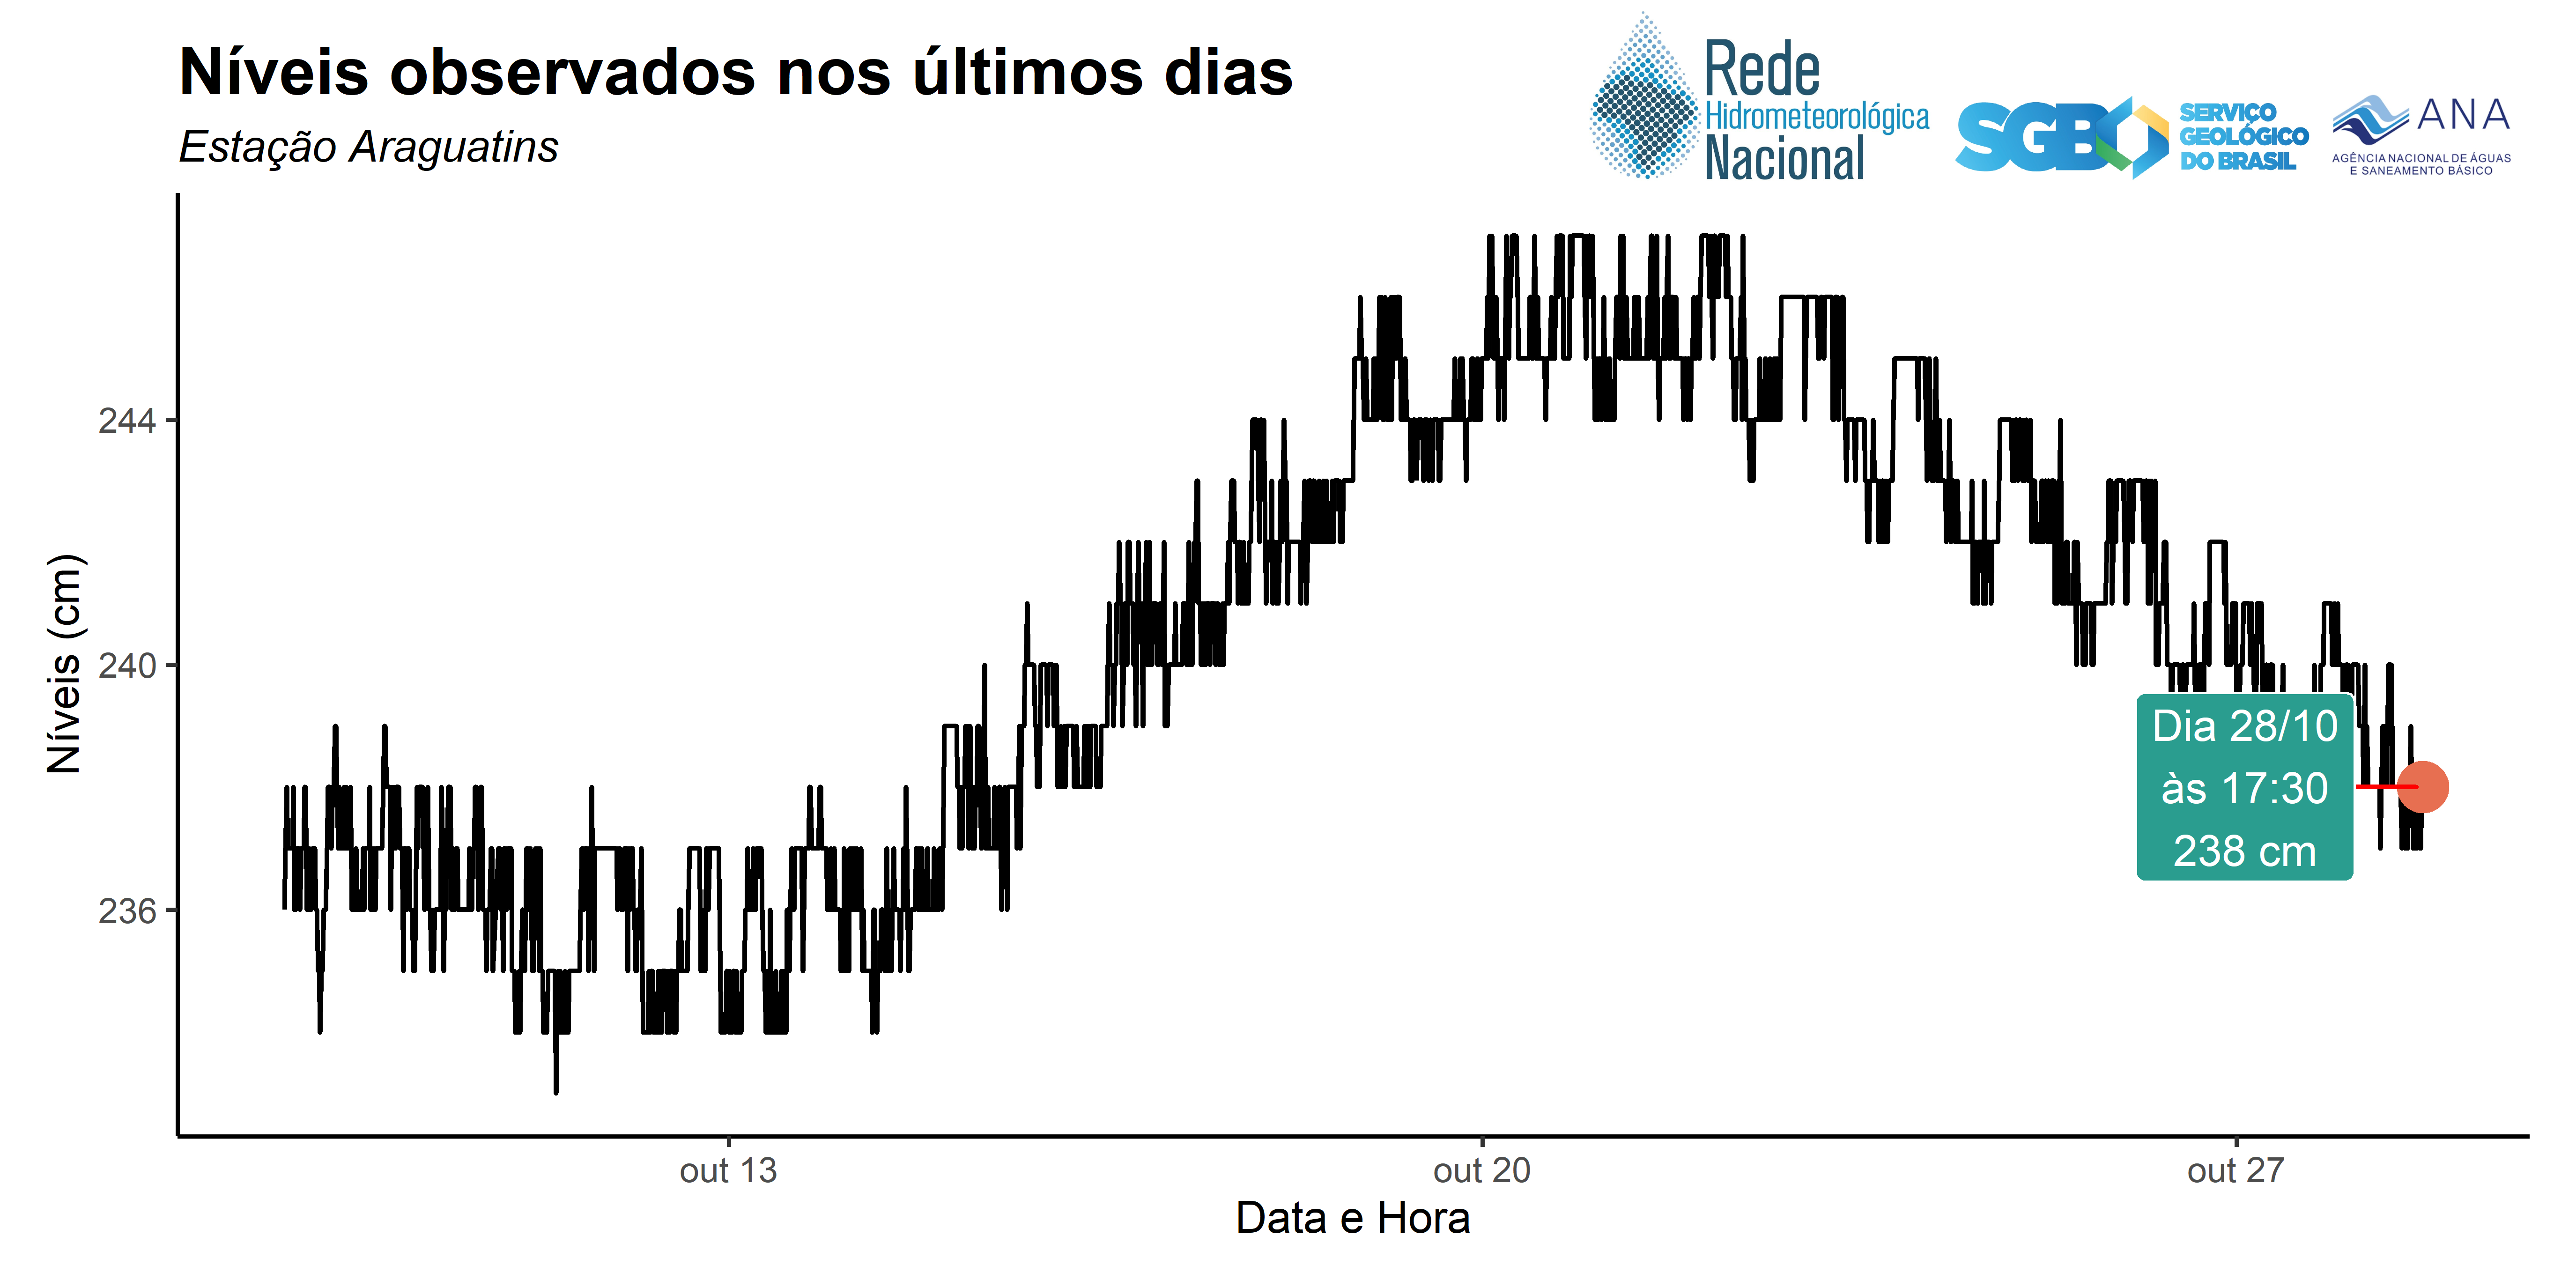 Níveis observados nos últimos dias
Estação Araguatins
Rede
Hidrometeorológica
Nacional
SGB
SERVIÇO
GEOLÓGICO
DO BRASIL
ANA
AGÊNCIA NACIONAL DE ÁGUAS
E SANEAMENTO BÁSICO
Níveis (cm)
244
240
236
Dia 28/10
às 17:30
238 cm
out 13
out 20
out 27
Data e Hora